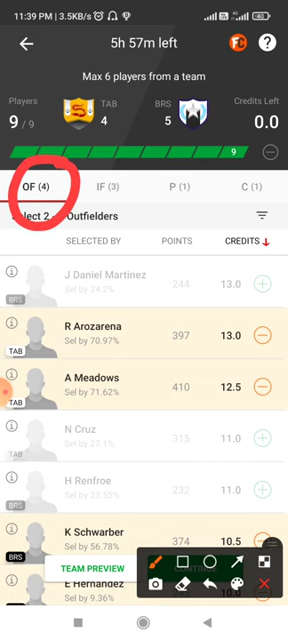 11:39 PM | 3.5KB/s
5h 57m left
Max 6 players from a team
Players TAB BRS Credits Left
9 / 9 4 5 0.0
9
OF (4) IF (3) P (1) C (1)
Outfielders
SELECTED BY POINTS CREDITS
J Daniel Martinez
Sel by 24.2% 244 13.0
BRS
R Arozarena
Sel by 70.97% 397 13.0
TAB
A Meadows
Sel by 71.62% 410 12.5
TAB
N Cruz
Sel by 27.1% 315 11.0
TAB
H Renfroe
Sel by 23.55% 232 11.0
BRS
K Schwarber
Sel by 56.78% 374 10.5
BRS
TEAM PREVIEW CONTINUE
E Hernandez
Sel by 9.36%